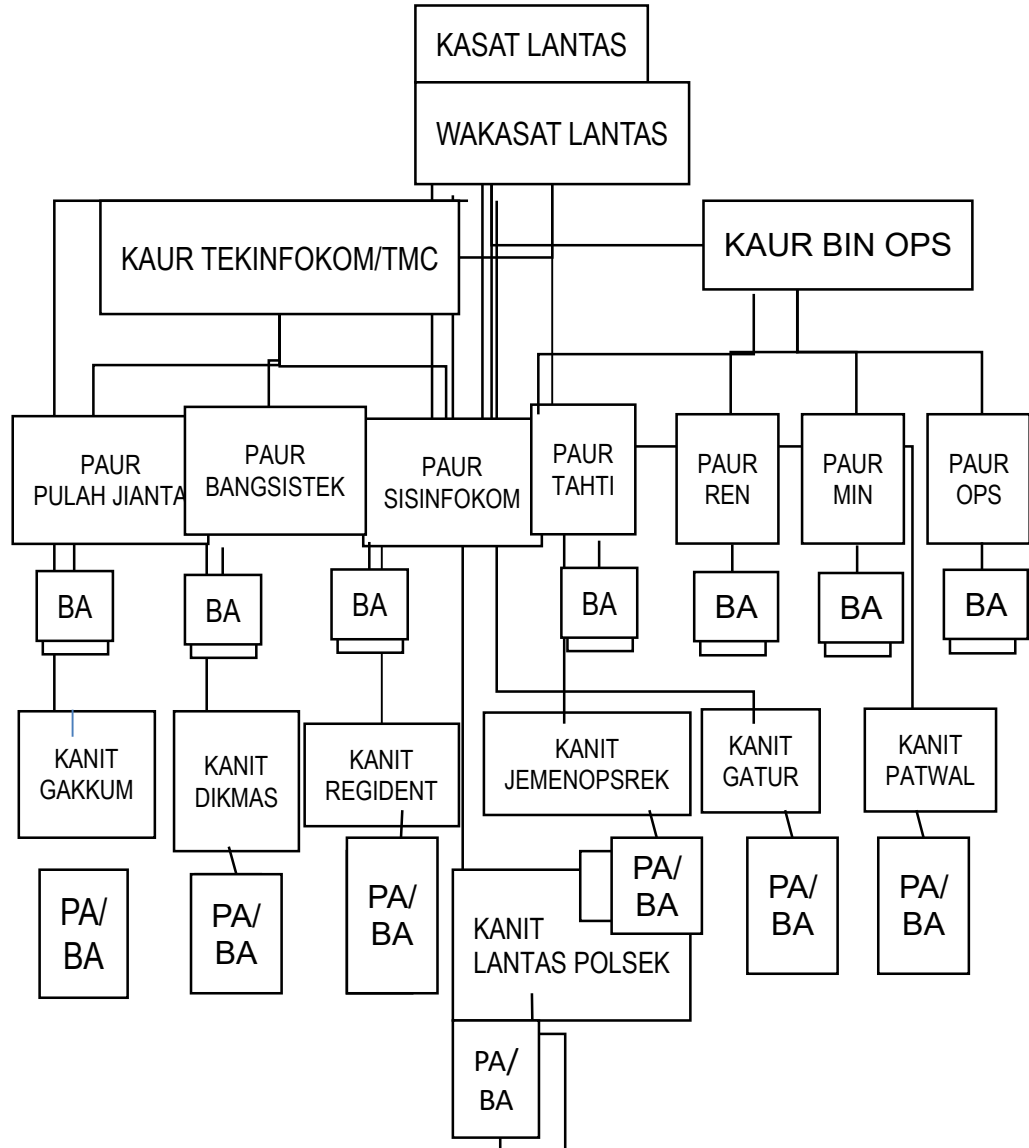 KASAT LANTAS
WAKASAT LANTAS
KAUR TEKINFOKOM/TMC
KAUR BIN OPS
PAUR
PULAH JIANTA
PAUR
BANGSISTEK
PAUR
SISINFOKOM
PAUR
TAHTI
PAUR
REN
PAUR
MIN
PAUR
OPS
BA
BA
BA
BA
BA
BA
BA
KANIT
GAKKUM
KANIT
DIKMAS
KANIT
REGIDENT
KANIT
JEMENOPSREK
KANIT
GATUR
KANIT
PATWAL
PA/
BA
PA/
BA
PA/
BA
PA/
BA
PA/
BA
PA/
BA
KANIT
LANTAS POLSEK
PA/
BA